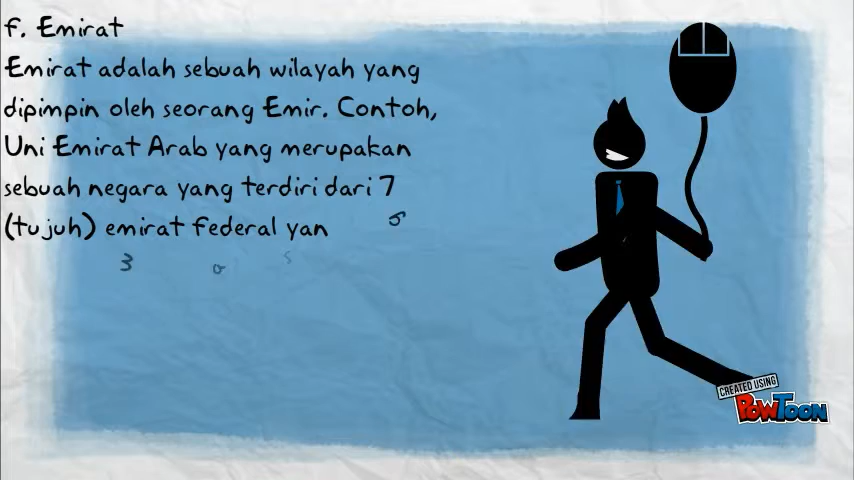 f. Emirat
Emirat adalah sebuah wilayah yang
dipimpin oleh seorang Emir. Contoh,
Uni Emirat Arab yang merupakan
sebuah negara yang terdiri dari 7
(tujuh) emirat federal yan
CREATED USING
POWTOON